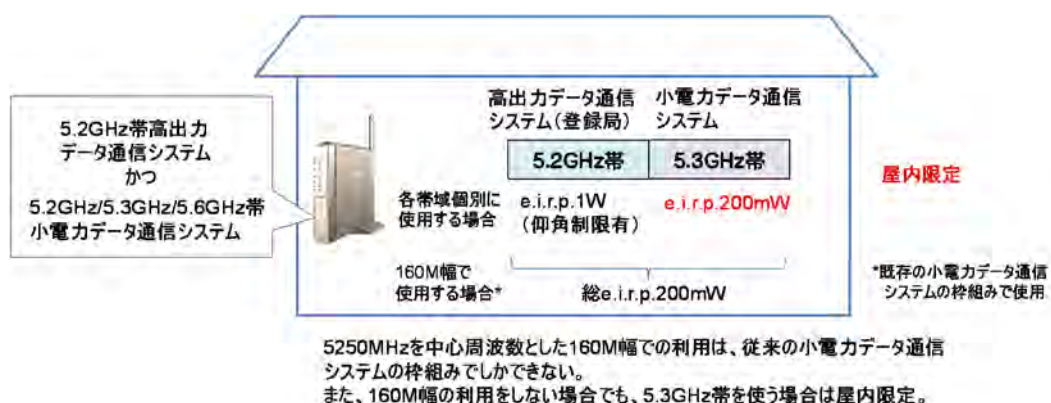 高出力データ通信
システム(登録局)
小電力データ通信
システム
5.2GHz帯高出力
データ通信システム
かつ
5.2GHz/5.3GHz/5.6GHz帯
小電力データ通信システム
5.2GHz帯
5.3GHz帯
屋内限定
各帯域個別に
使用する場合
e.i.r.p.1W
(仰角制限有)
e.i.r.p.200mW
160M幅で
使用する場合*
総e.i.r.p.200mW
*既存の小電力データ通信
システムの枠組みで使用
5250MHzを中心周波数とした160M幅での利用は、従来の小電力データ通信
システムの枠組みでしかできない。
また、160M幅の利用をしない場合でも、5.3GHz帯を使う場合は屋内限定。